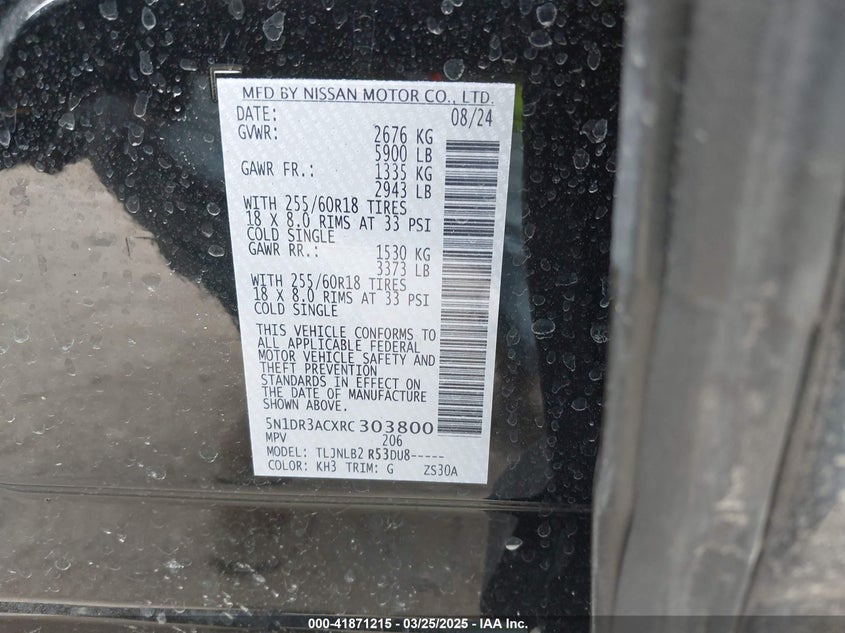 MFD BY NISSAN MOTOR CO., LTD.
DATE: 08/24
GVWR: 2676 KG
5900 LB
GAWR FR.: 1335 KG
2943 LB
WITH 255/60R18 TIRES
18 X 8.0 RIMS AT 33 PSI
COLD SINGLE
GAWR RR.: 1530 KG
3373 LB
WITH 255/60R18 TIRES
18 X 8.0 RIMS AT 33 PSI
COLD SINGLE
THIS VEHICLE CONFORMS TO
ALL APPLICABLE FEDERAL
MOTOR VEHICLE SAFETY AND
THEFT PREVENTION
STANDARDS IN EFFECT ON
THE DATE OF MANUFACTURE
SHOWN ABOVE.
5N1DR3ACXRC303800
MPV 206
MODEL: TLJNLB2 R53DU8-----
COLOR: KH3 TRIM: G ZS30A
000-41871215 - 03/25/2025 - IAA Inc.